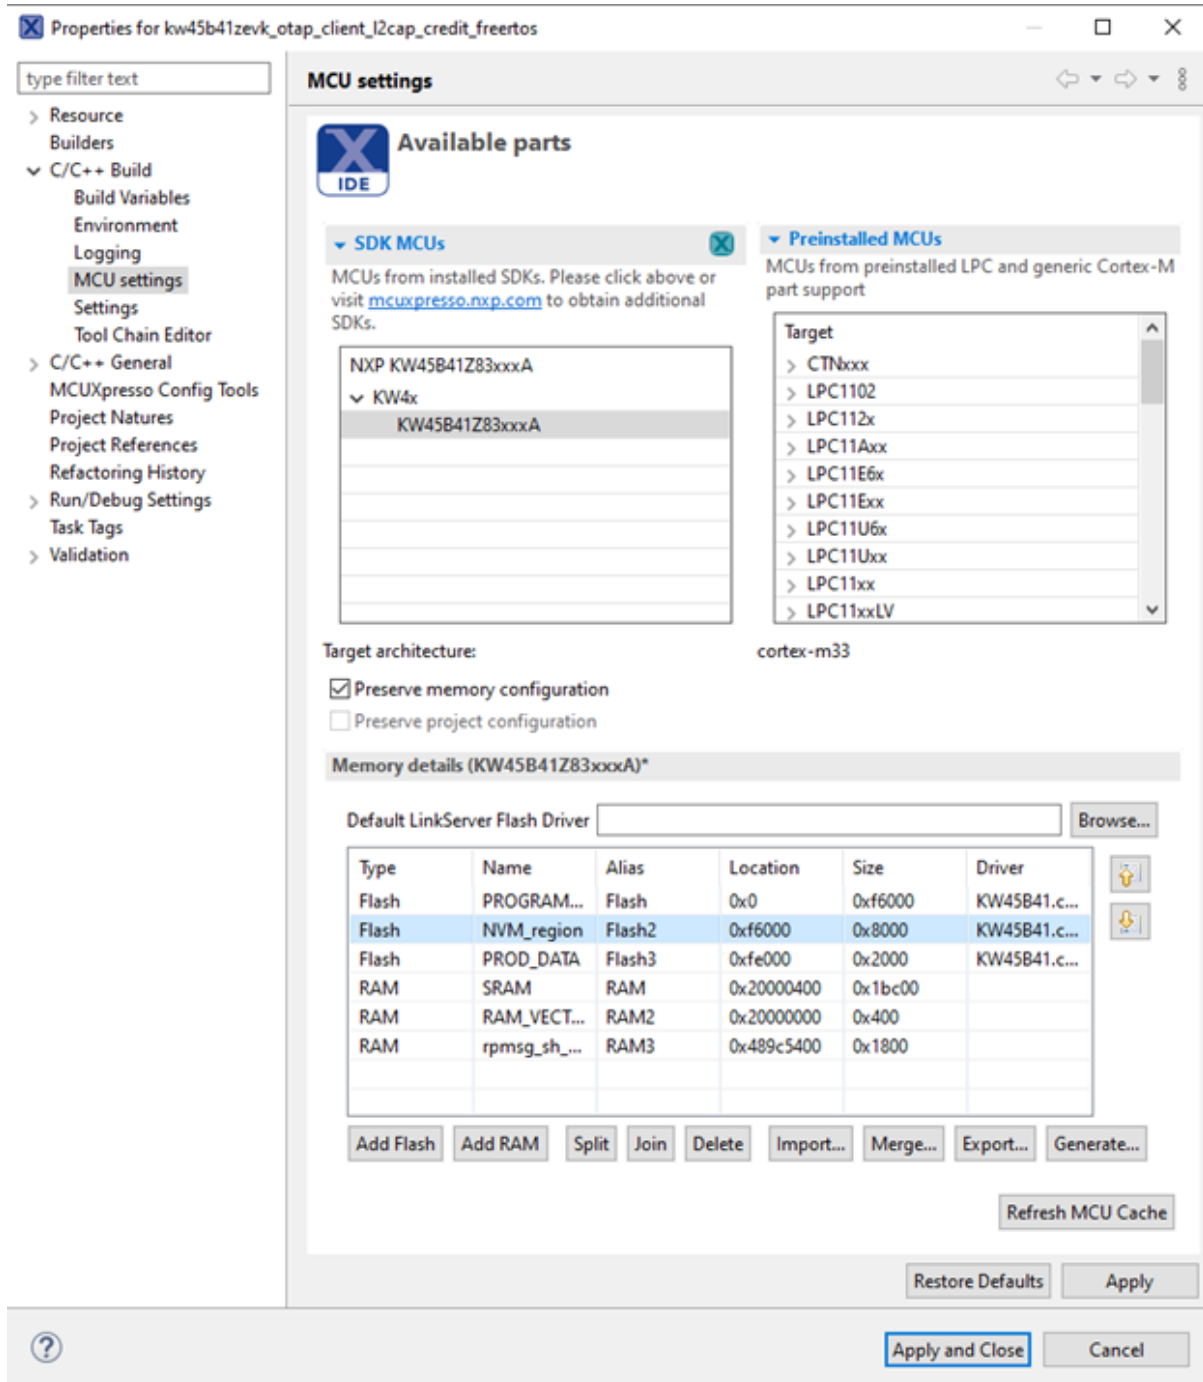 Properties for kw45b41zevk_otap_client_l2cap_credit_freertos
type filter text
Resource
Builders
C/C++ Build
Build Variables
Environment
Logging
MCU settings
Settings
Tool Chain Editor
C/C++ General
MCUXpresso Config Tools
Project Natures
Project References
Refactoring History
Run/Debug Settings
Task Tags
Validation
MCU settings
IDE
Available parts
SDK MCUs
MCUs from installed SDKs. Please click above or
visit mcuxpresso.nxp.com to obtain additional
SDKs.
NXP KW45B41Z83xxxA
KW4x
KW45B41Z83xxxA
Preinstalled MCUs
MCUs from preinstalled LPC and generic Cortex-M
part support
Target
CTNxxx
LPC1102
LPC112x
LPC11Axx
LPC11E6x
LPC11Exx
LPC11U6x
LPC11Uxx
LPC11xx
LPC11xxLV
Target architecture: cortex-m33
Preserve memory configuration
Preserve project configuration
Memory details (KW45B41Z83xxxA)*
Default LinkServer Flash Driver Browse...
Type Name Alias Location Size Driver
Flash PROGRAM... Flash 0x0 0xf6000 KW45B41.c...
Flash NVM_region Flash2 0xf6000 0x8000 KW45B41.c...
Flash PROD_DATA Flash3 0xfe000 0x2000 KW45B41.c...
RAM SRAM RAM 0x20000400 0x1bc00
RAM RAM_VECT... RAM2 0x20000000 0x400
RAM rpmsg_sh_... RAM3 0x489c5400 0x1800
Add Flash Add RAM Split Join Delete Import... Merge... Export... Generate...
Refresh MCU Cache
Restore Defaults Apply
Apply and Close Cancel